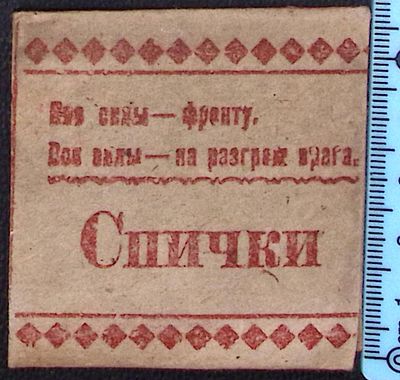 Все силы — фронту.
Все силы — на разгром врага.
Спички